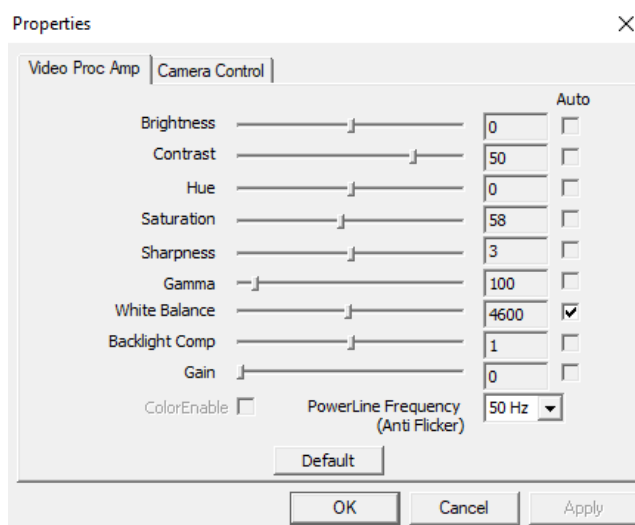 Properties
Video Proc Amp Camera Control
Auto
Brightness 0
Contrast 50
Hue 0
Saturation 58
Sharpness 3
Gamma 100
White Balance 4600
Backlight Comp 1
Gain 0
ColorEnable PowerLine Frequency 50 Hz
(Anti Flicker)
Default
OK Cancel Apply